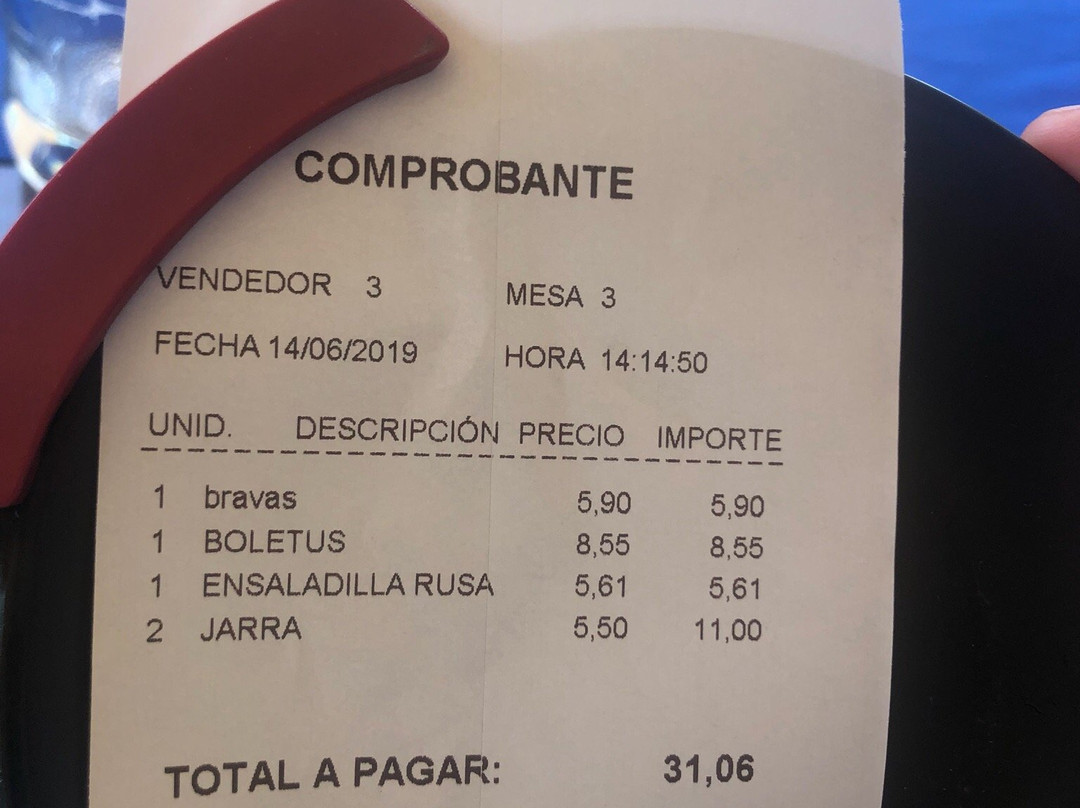 COMPROBANTE
VENDEDOR 3 MESA 3
FECHA 14/06/2019 HORA 14:14:50
UNID. DESCRIPCIÓN PRECIO IMPORTE
1 bravas 5,90 5,90
1 BOLETUS 8,55 8,55
1 ENSALADILLA RUSA 5,61 5,61
2 JARRA 5,50 11,00
TOTAL A PAGAR: 31,06